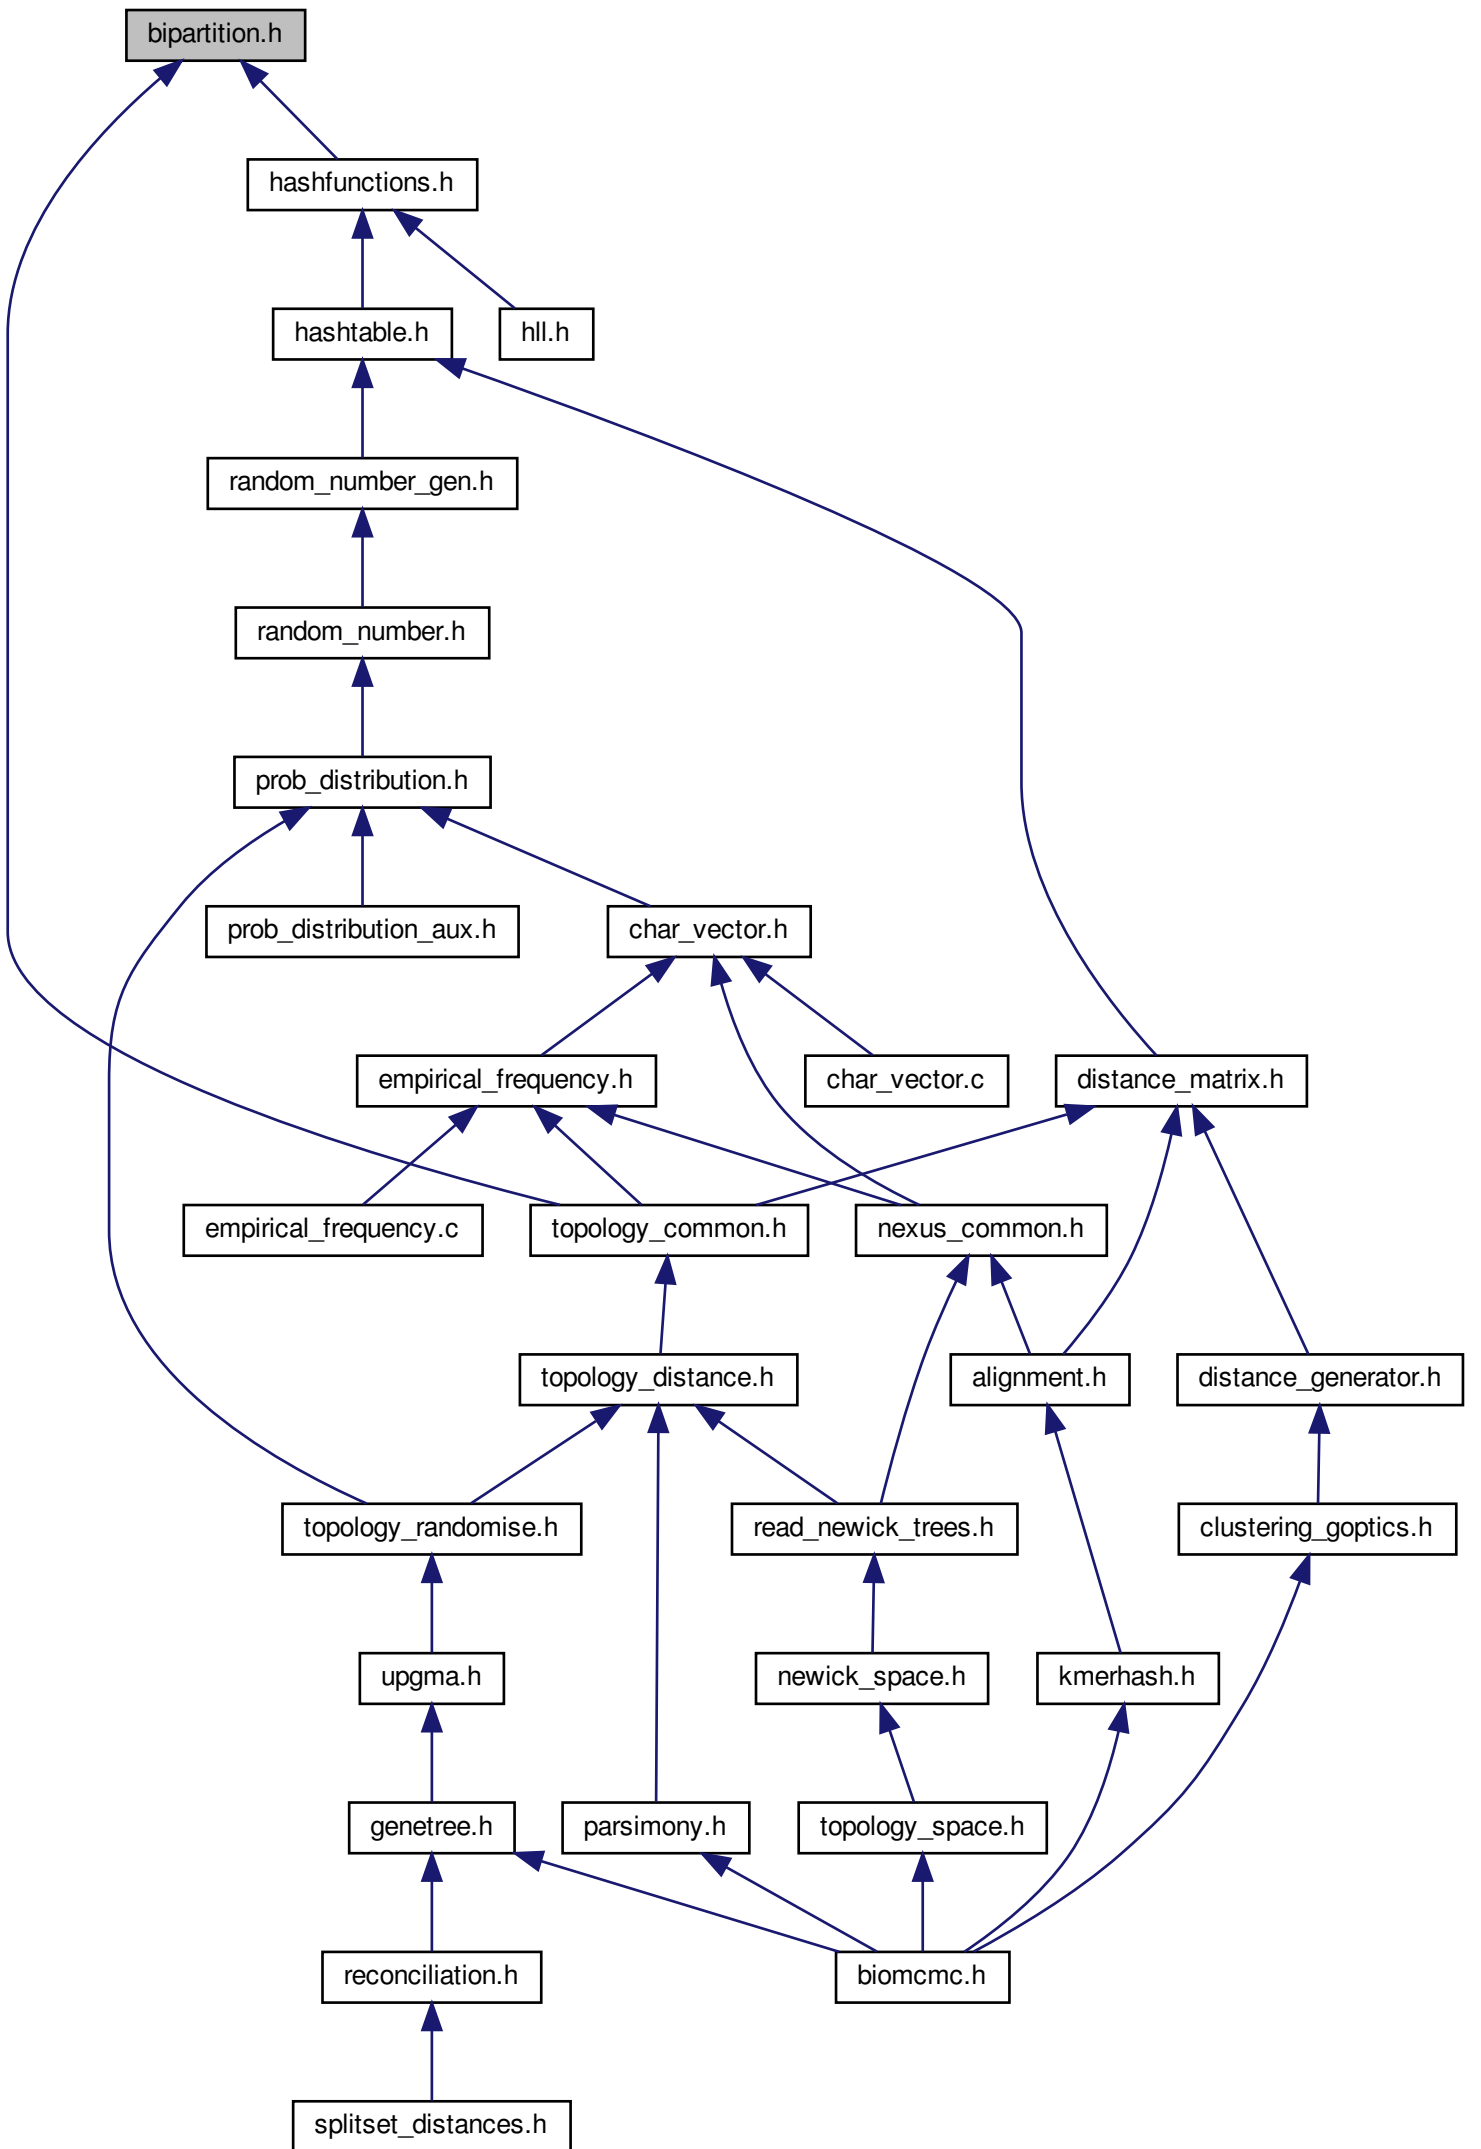 bipartition.h
hashfunctions.h
hashtable.h
hll.h
random_number_gen.h
random_number.h
prob_distribution.h
prob_distribution_aux.h
char_vector.h
empirical_frequency.h
char_vector.c
distance_matrix.h
empirical_frequency.c
topology_common.h
nexus_common.h
topology_distance.h
alignment.h
distance_generator.h
topology_randomise.h
read_newick_trees.h
clustering_goptics.h
upgma.h
newick_space.h
kmerhash.h
genetree.h
parsimony.h
topology_space.h
reconciliation.h
biomcmc.h
splitset_distances.h